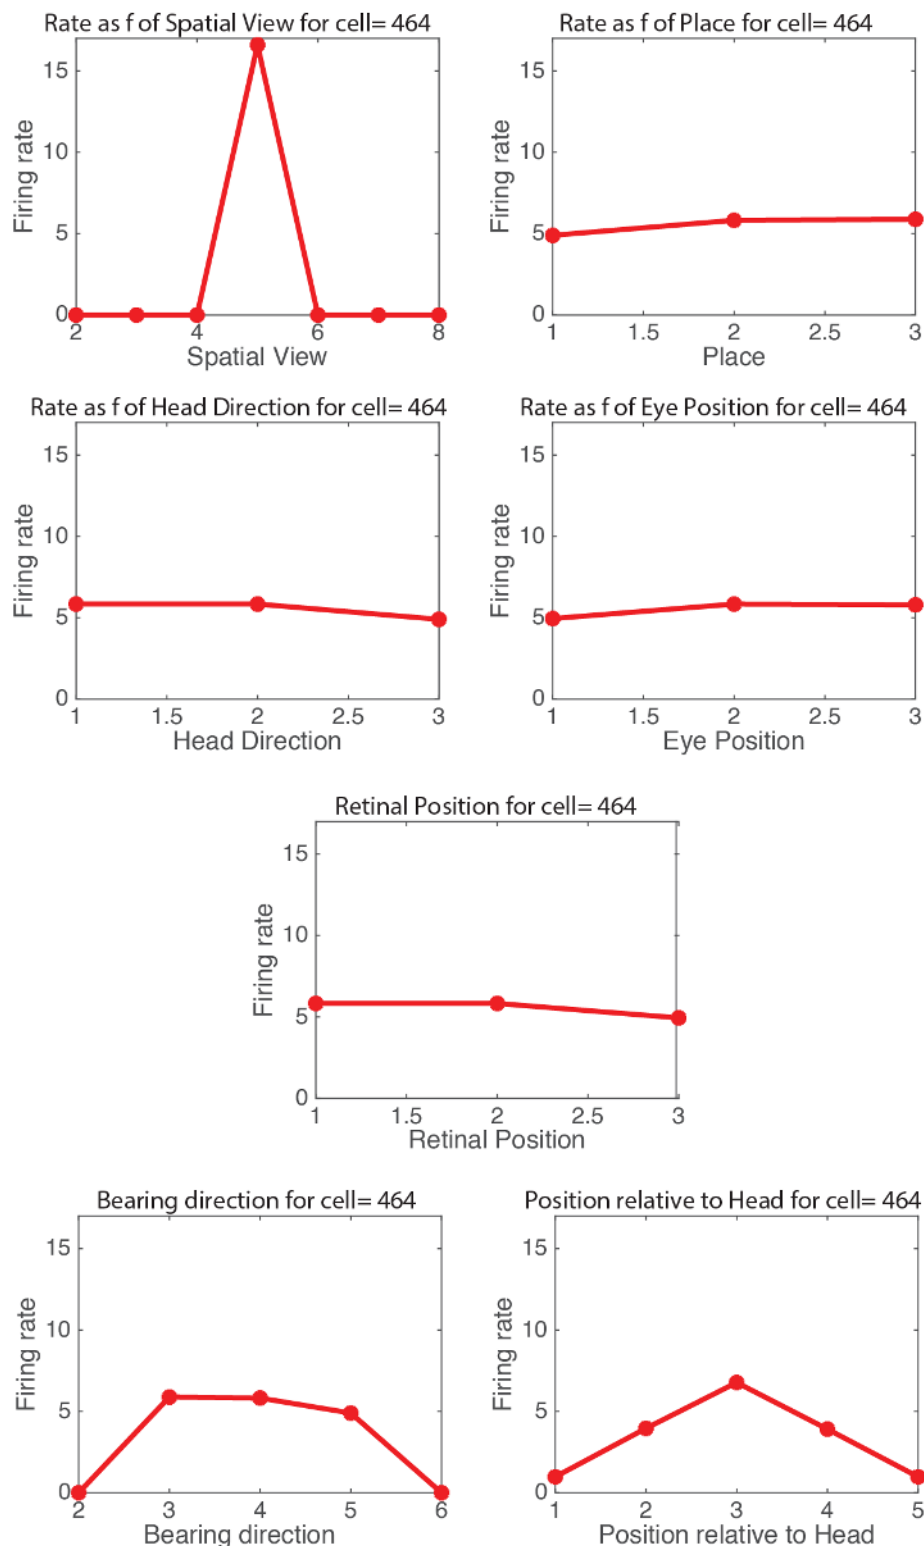 Rate as f of Spatial View for cell= 464
Firing rate
15
10
5
0
2
4
6
8
Spatial View
Rate as f of Place for cell= 464
Firing rate
15
10
5
0
1
1.5
2
2.5
3
Place
Rate as f of Head Direction for cell= 464
Firing rate
15
10
5
0
1
1.5
2
2.5
3
Head Direction
Rate as f of Eye Position for cell= 464
Firing rate
15
10
5
0
1
1.5
2
2.5
3
Eye Position
Retinal Position for cell= 464
Firing rate
15
10
5
0
1
1.5
2
2.5
3
Retinal Position
Bearing direction for cell= 464
Firing rate
15
10
5
0
2
3
4
5
6
Bearing direction
Position relative to Head for cell= 464
Firing rate
15
10
5
0
1
2
3
4
5
Position relative to Head